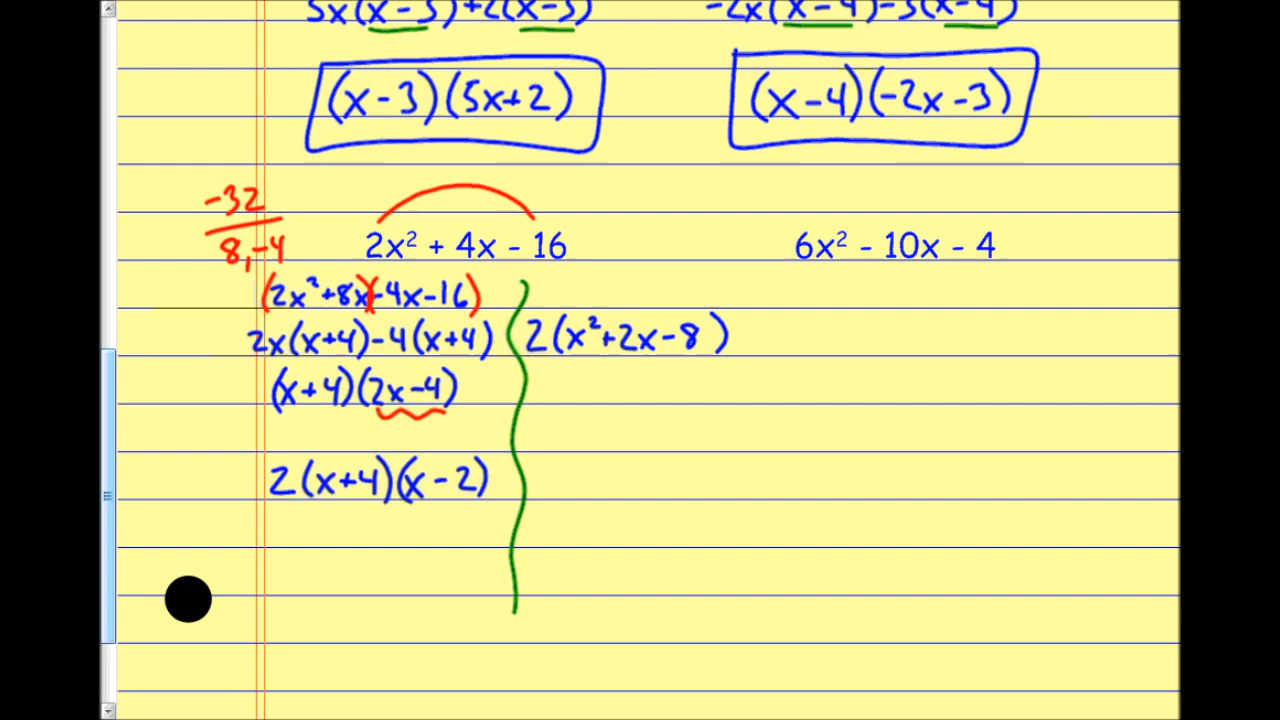 5x(x-3)+2(x-3)
-2x(x-4)-3(x-4)
(x-3)(5x+2)
(x-4)(-2x-3)
-32
8,-4
2x² + 4x - 16
6x² - 10x - 4
(2x²+8x)(-4x-16)
2x(x+4)-4(x+4)
2(x²+2x-8)
(x+4)(2x-4)
2(x+4)(x-2)